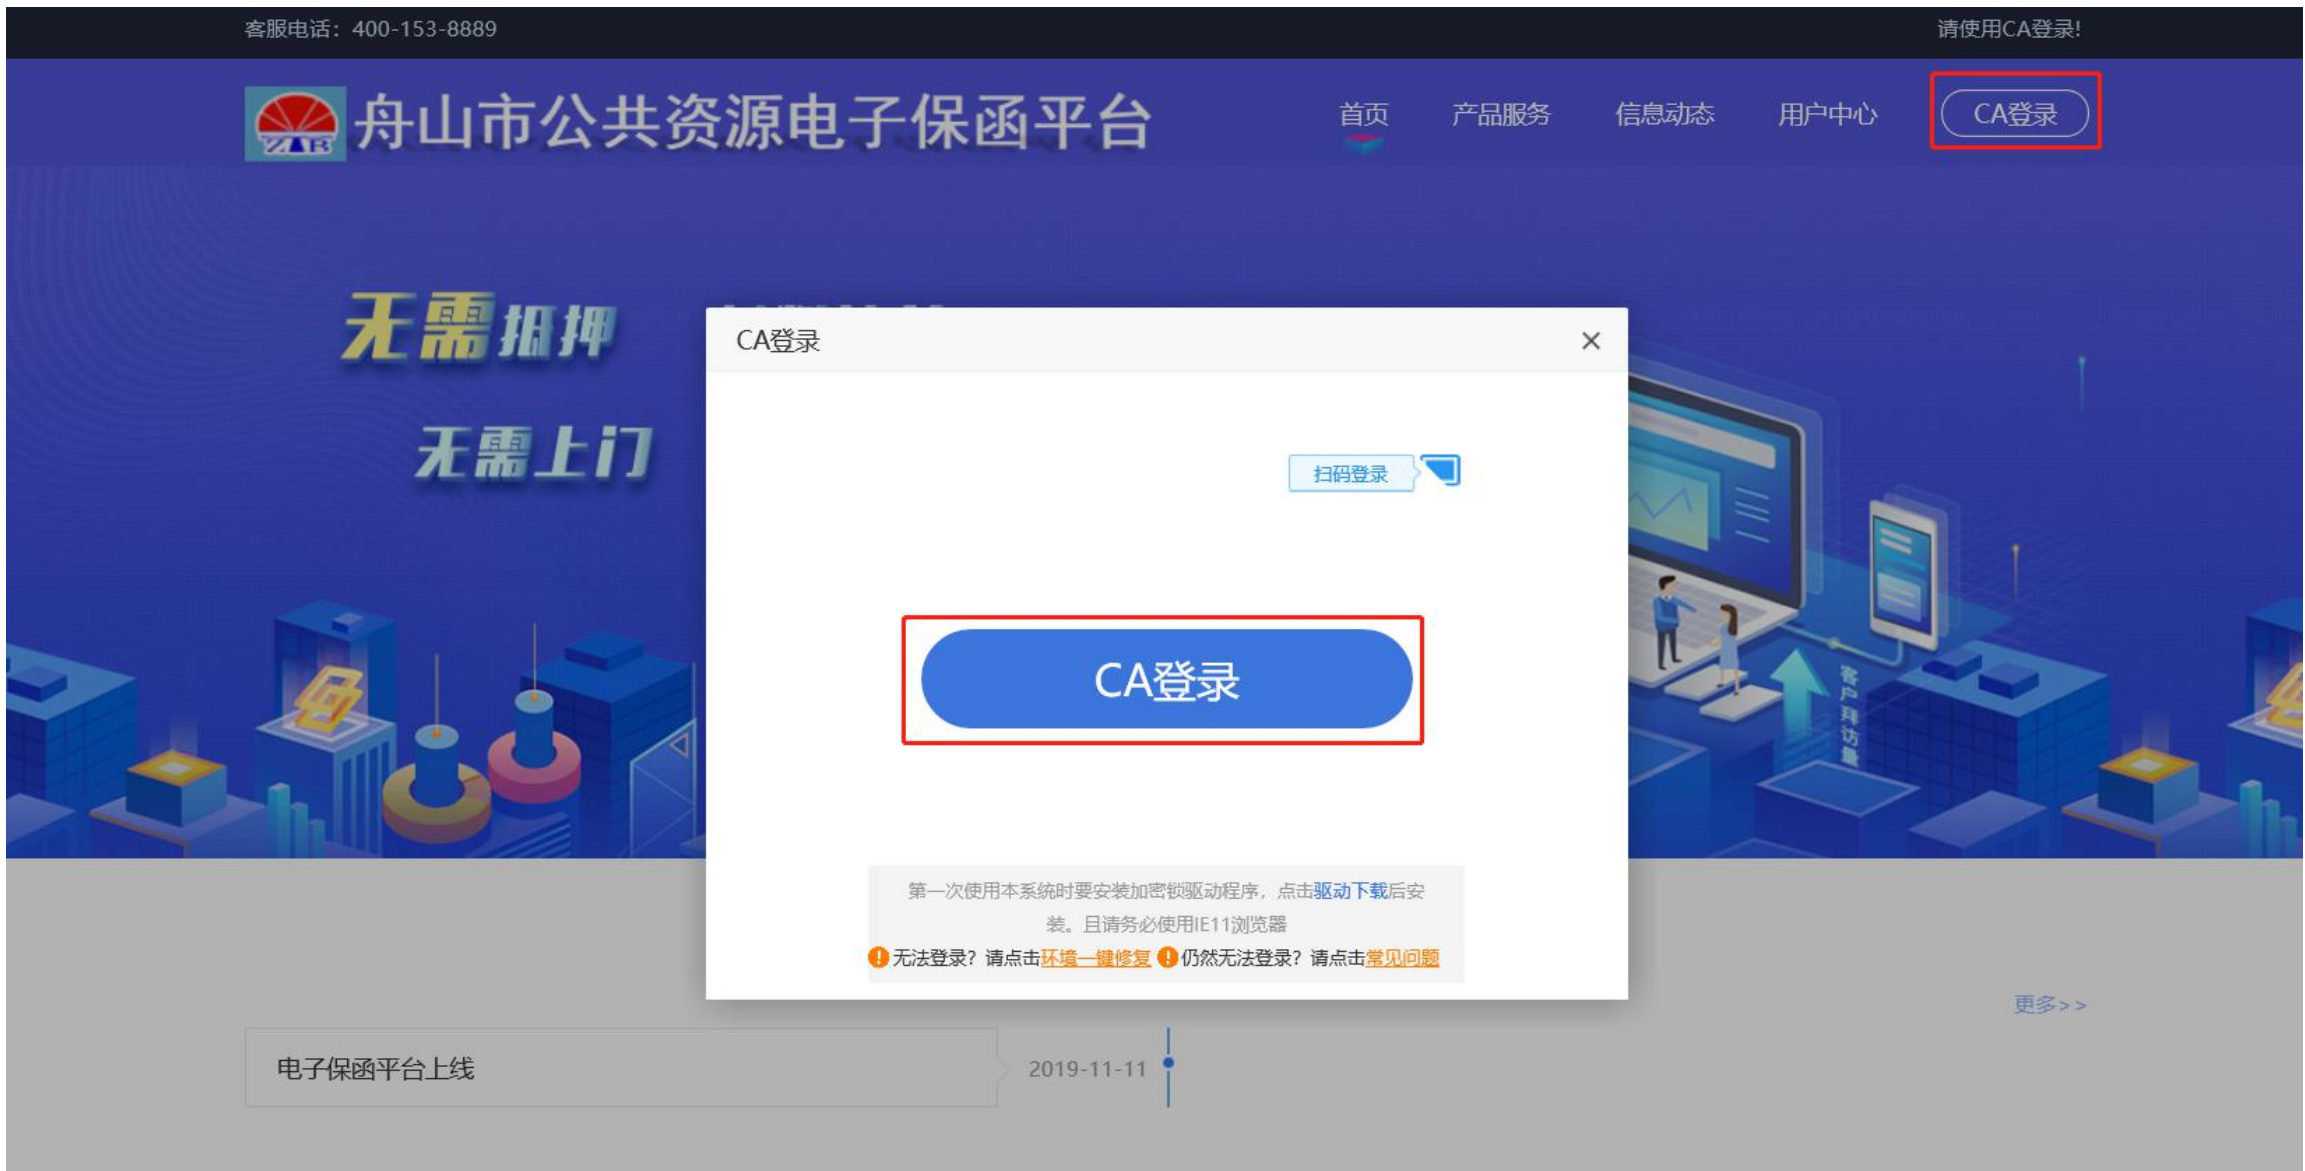 客服电话：400-153-8889
请使用CA登录!
ZAB
舟山市公共资源电子保函平台
首页
产品服务
信息动态
用户中心
CA登录
无需抵押
无需上门
CA登录
×
扫码登录
CA登录
客户拜访量
第一次使用本系统时要安装加密锁驱动程序，点击驱动下载后安
装。且请务必使用IE11浏览器
无法登录？请点击环境一键修复 仍然无法登录？请点击常见问题
更多>>
电子保函平台上线
2019-11-11